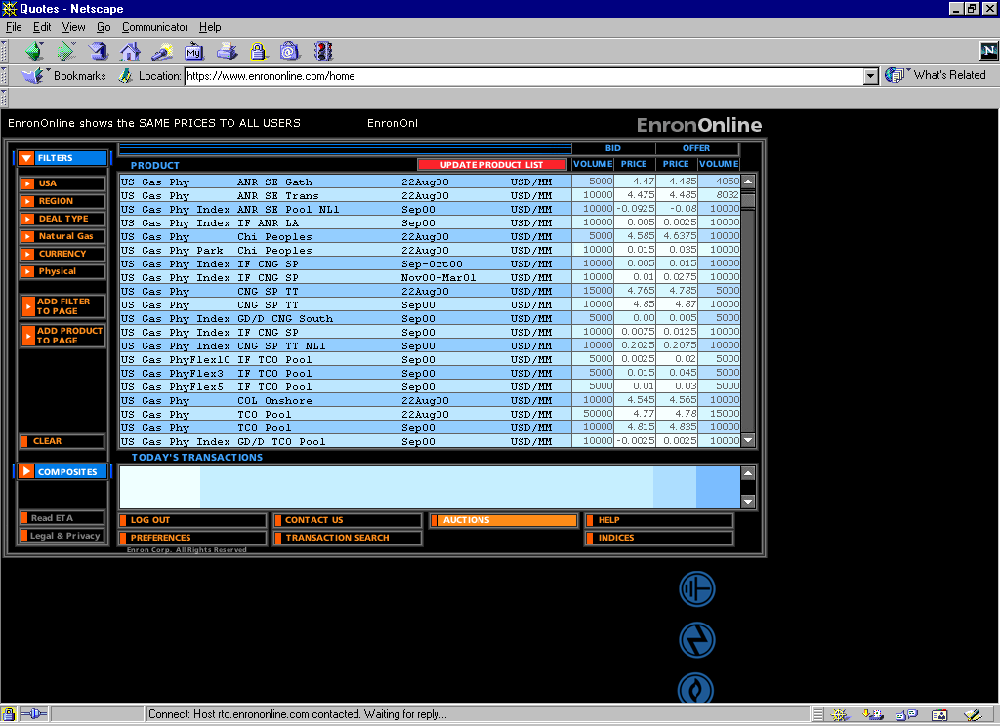 Quotes - Netscape
File Edit View Go Communicator Help
My
N
Bookmarks Location: https://www.enrononline.com/home What's Related
EnronOnline shows the SAME PRICES TO ALL USERS EnronOnl EnronOnline
FILTERS
USA
REGION
DEAL TYPE
Natural Gas
CURRENCY
Physical
ADD FILTER
TO PAGE
ADD PRODUCT
TO PAGE
CLEAR
COMPOSITES
Read ETA
Legal & Privacy
BID OFFER
PRODUCT UPDATE PRODUCT LIST VOLUME PRICE PRICE VOLUME
US Gas Phy ANR SE Gath 22Aug00 USD/MM 5000 4.47 4.485 4050
US Gas Phy ANR SE Trans 22Aug00 USD/MM 10000 4.475 4.485 8032
US Gas Phy Index ANR SE Pool NL1 Sep00 USD/MM 10000 -0.0925 -0.08 10000
US Gas Phy Index IF ANR LA Sep00 USD/MM 10000 -0.005 0.0025 10000
US Gas Phy Chi Peoples 22Aug00 USD/MM 5000 4.585 4.6375 10000
US Gas Phy Park Chi Peoples 22Aug00 USD/MM 10000 0.015 0.035 10000
US Gas Phy Index IF CNG SP Sep-Oct00 USD/MM 10000 0.005 0.015 10000
US Gas Phy Index IF CNG SP Nov00-Mar01 USD/MM 10000 0.01 0.0275 10000
US Gas Phy CNG SP TT 22Aug00 USD/MM 15000 4.765 4.785 5000
US Gas Phy CNG SP TT Sep00 USD/MM 10000 4.85 4.87 10000
US Gas Phy Index GD/D CNG South Sep00 USD/MM 5000 0.00 0.005 5000
US Gas Phy Index IF CNG SP Sep00 USD/MM 10000 0.0075 0.0125 10000
US Gas Phy Index CNG SP TT NL1 Sep00 USD/MM 10000 0.2025 0.2075 10000
US Gas PhyFlex10 IF TCO Pool Sep00 USD/MM 5000 0.0025 0.02 5000
US Gas PhyFlex3 IF TCO Pool Sep00 USD/MM 5000 0.015 0.045 5000
US Gas PhyFlex5 IF TCO Pool Sep00 USD/MM 5000 0.01 0.03 5000
US Gas Phy COL Onshore 22Aug00 USD/MM 10000 4.545 4.565 10000
US Gas Phy TCO Pool 22Aug00 USD/MM 50000 4.77 4.78 15000
US Gas Phy TCO Pool Sep00 USD/MM 10000 4.815 4.835 10000
US Gas Phy Index GD/D TCO Pool Sep00 USD/MM 10000 -0.0025 0.0025 10000
TODAY'S TRANSACTIONS
LOG OUT CONTACT US AUCTIONS HELP
PREFERENCES TRANSACTION SEARCH INDICES
Enron Corp. All Rights Reserved
Connect: Host rtc.enrononline.com contacted. Waiting for reply...